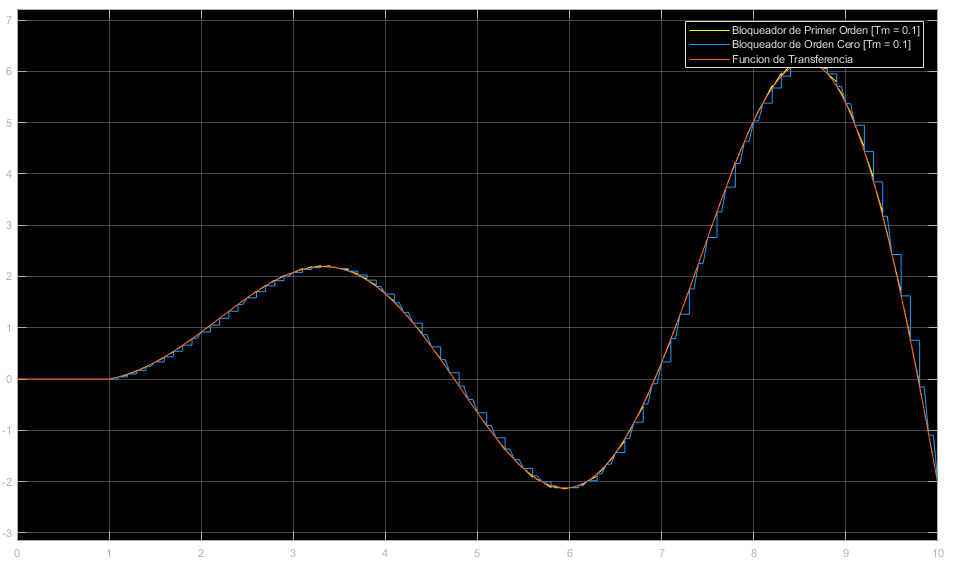 7
6
5
4
3
2
1
0
-1
-2
-3
0 1 2 3 4 5 6 7 8 9 10
Bloqueador de Primer Orden [Tm = 0.1]
Bloqueador de Orden Cero [Tm = 0.1]
Funcion de Transferencia